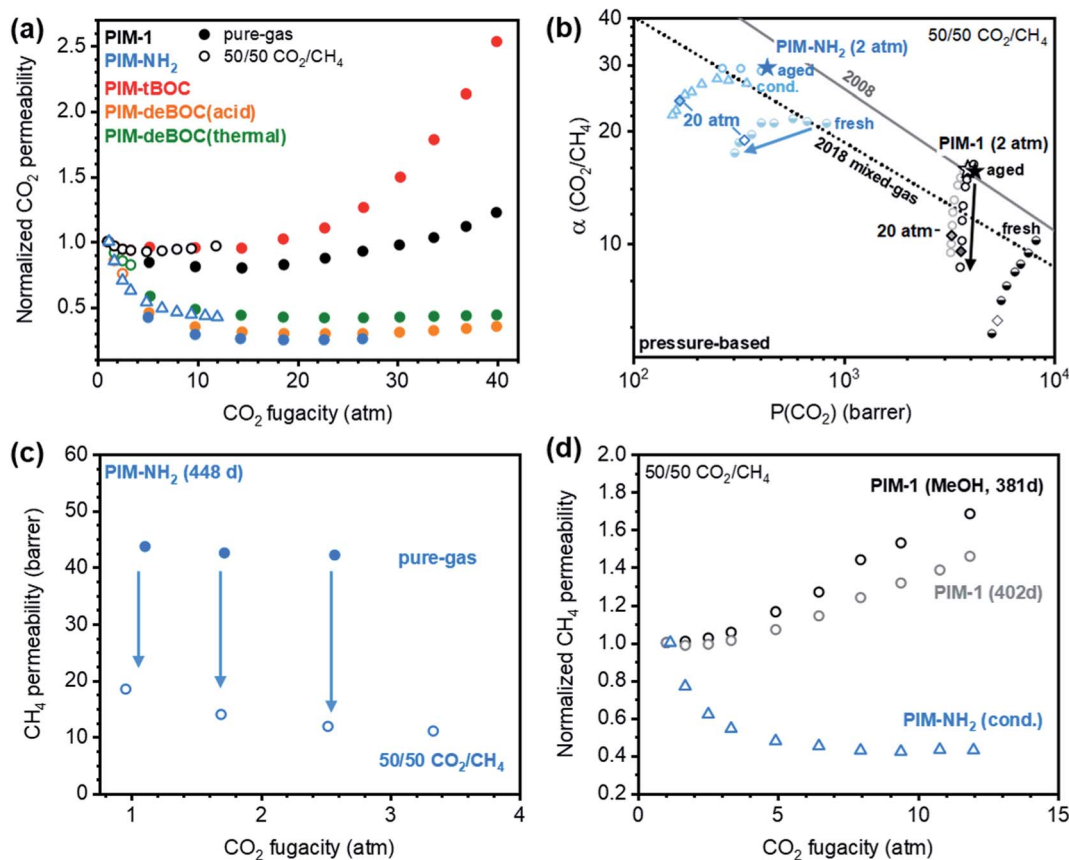 (a)
PIM-1
PIM-NH₂
PIM-tBOC
PIM-deBOC(acid)
PIM-deBOC(thermal)
pure-gas
50/50 CO₂/CH₄
Normalized CO₂ permeability
2.5
2.0
1.5
1.0
0.5
0
10
20
30
40
CO₂ fugacity (atm)
(b)
50/50 CO₂/CH₄
PIM-NH₂ (2 atm)
aged
cond.
2008
20 atm
fresh
PIM-1 (2 atm)
aged
2018 mixed-gas
20 atm
fresh
pressure-based
α (CO₂/CH₄)
40
30
20
10
10²
10³
10⁴
P(CO₂) (barrer)
(c)
PIM-NH₂ (448 d)
pure-gas
50/50 CO₂/CH₄
CH₄ permeability (barrer)
60
50
40
30
20
10
0
1
2
3
4
CO₂ fugacity (atm)
(d)
50/50 CO₂/CH₄
PIM-1 (MeOH, 381d)
PIM-1 (402d)
PIM-NH₂ (cond.)
Normalized CH₄ permeability
2.0
1.8
1.6
1.4
1.2
1.0
0.8
0.6
0.4
0.2
0
5
10
15
CO₂ fugacity (atm)